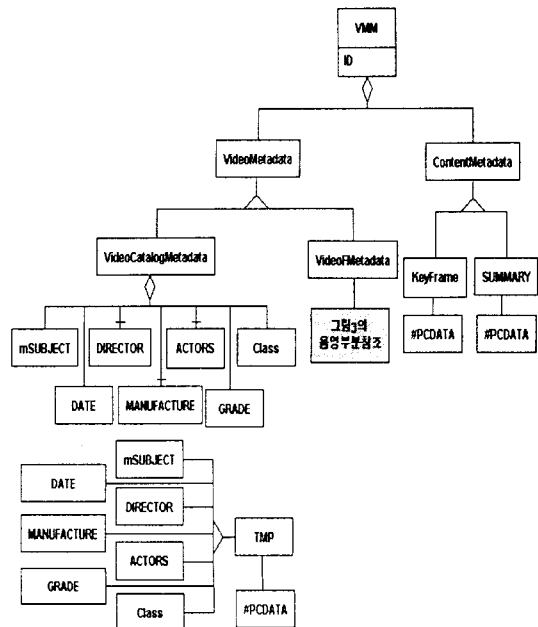 VMM
ID
VideoMetadata
ContentMetadata
VideoCatalogMetadata
VideoFMetadata
KeyFrame
SUMMARY
그림3의
음영부분참조
#PCDATA
#PCDATA
mSUBJECT
DIRECTOR
ACTORS
Class
DATE
MANUFACTURE
GRADE
mSUBJECT
DATE
DIRECTOR
MANUFACTURE
TMP
ACTORS
GRADE
Class
#PCDATA